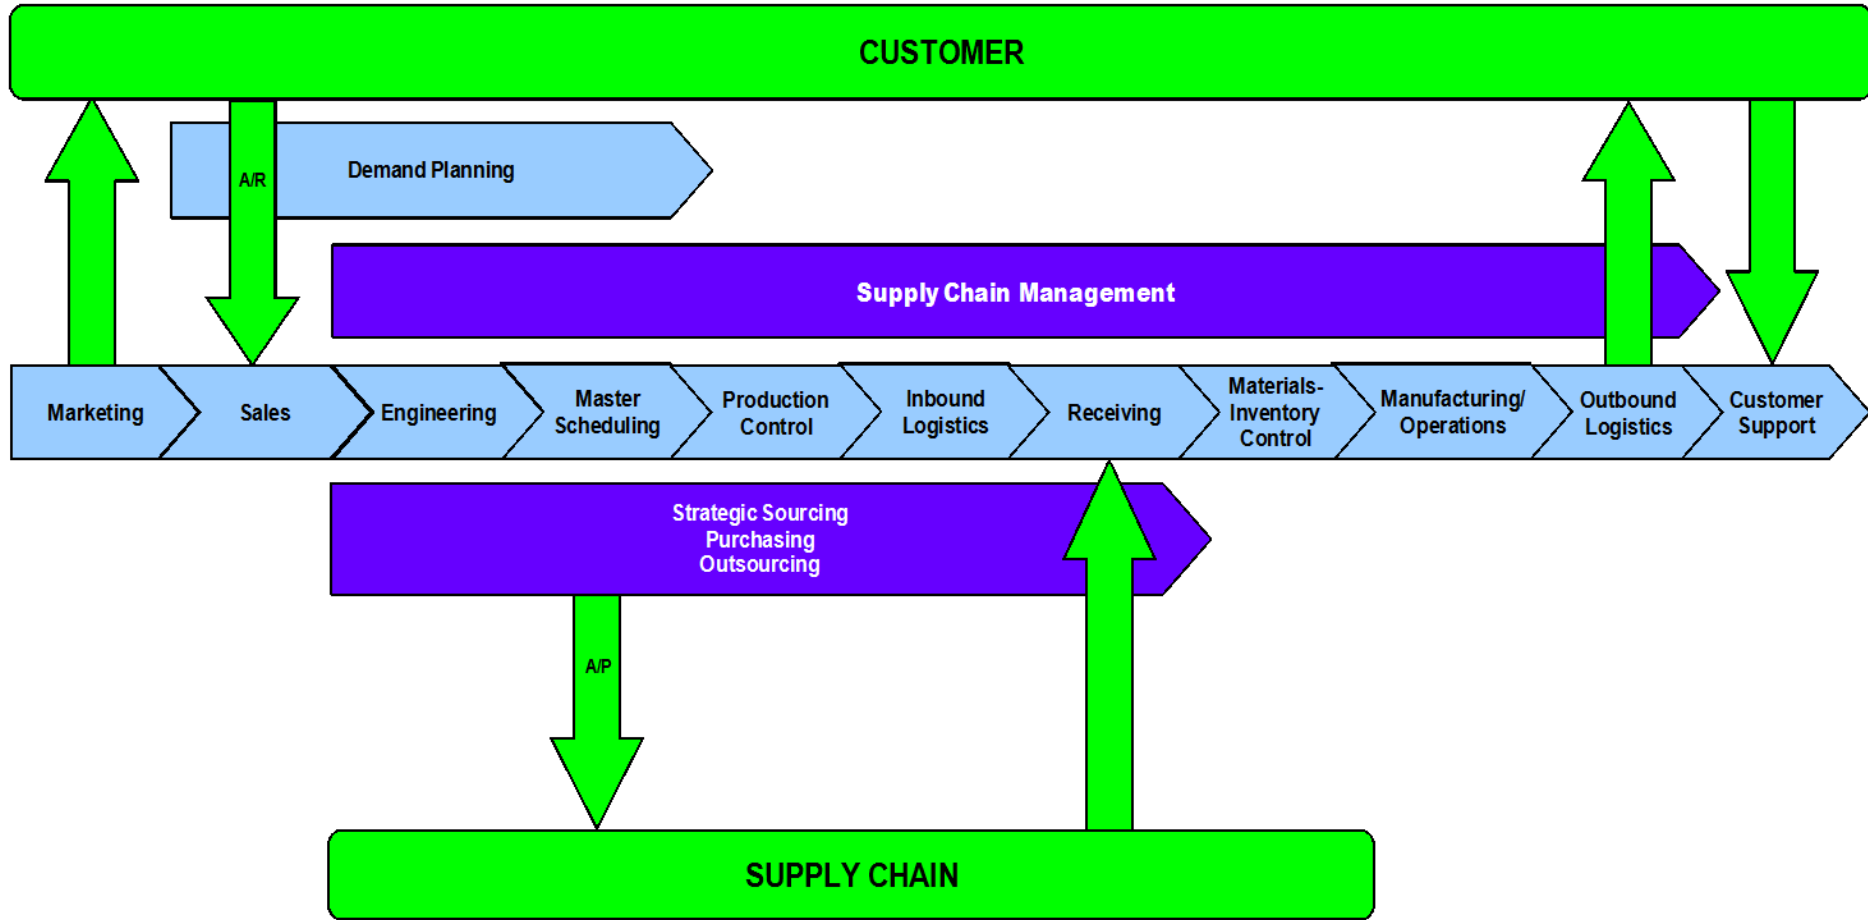 CUSTOMER
A/R
Demand Planning
Supply Chain Management
Marketing
Sales
Engineering
Master
Scheduling
Production
Control
Inbound
Logistics
Receiving
Materials-
Inventory
Control
Manufacturing/
Operations
Outbound
Logistics
Customer
Support
Strategic Sourcing
Purchasing
Outsourcing
A/P
SUPPLY CHAIN